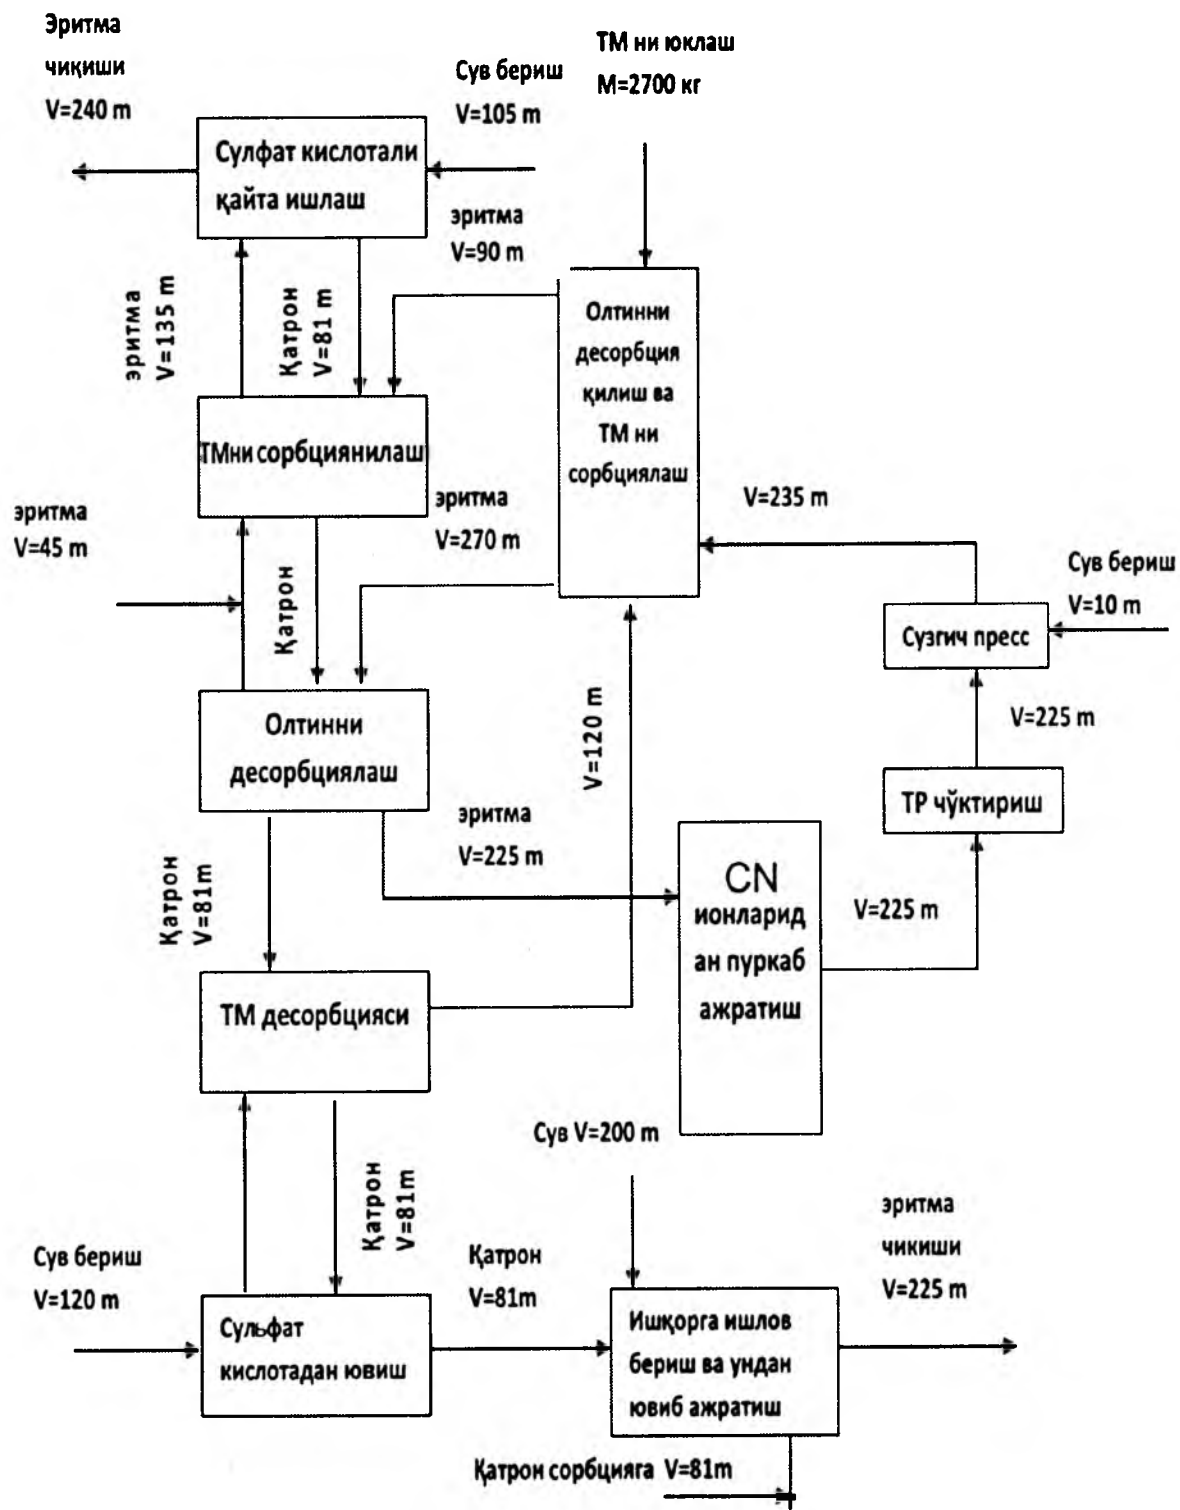 Эритма
чиқиши
V=240 m
Сув бериш
V=105 m
ТМ ни юклаш
M=2700 кг
Сулфат кислотали
қайта ишлаш
эритма
V=90 m
эритма
V=135 m
Қатрон
V=81 m
Олтинни
десорбция
қилиш ва
ТМ ни
сорбциялаш
ТМни сорбциянилаш
эритма
V=270 m
V=235 m
эритма
V=45 m
Қатрон
Сув бериш
V=10 m
Сузгич пресс
V=225 m
Олтинни
десорбциялаш
V=120 m
ТР чўктириш
эритма
V=225 m
Қатрон
V=81m
CN
ионларид
ан пуркаб
ажратиш
V=225 m
ТМ десорбцияси
Сув V=200 m
Қатрон
V=81m
эритма
чикиши
V=225 m
Сув бериш
V=120 m
Қатрон
V=81m
Сульфат
кислотадан ювиш
Ишқорга ишлов
бериш ва ундан
ювиб ажратиш
Қатрон сорбцияга V=81m